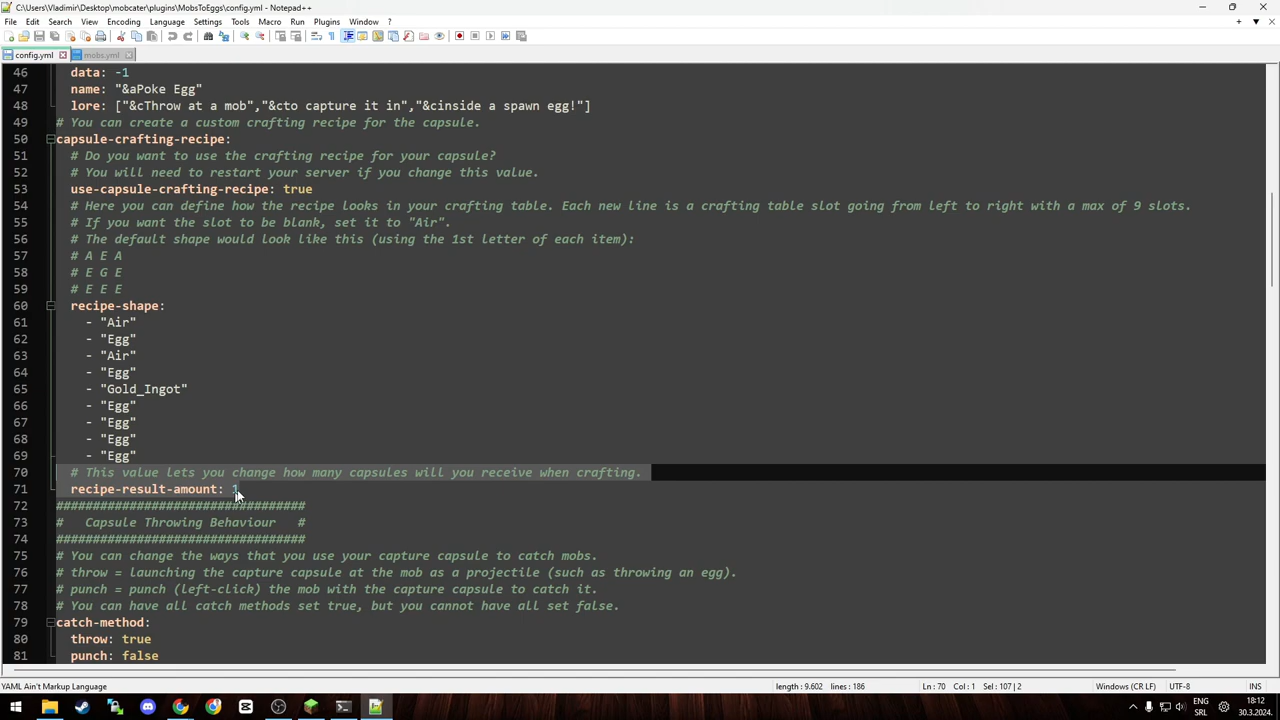 C:\Users\Vladimir\Desktop\mobcater\plugins\MobsToEggs\config.yml - Notepad++
File Edit Search View Encoding Language Settings Tools Macro Run Plugins Window ?
config.yml mobs.yml
46 data: -1
47 name: "&aPoke Egg"
48 lore: ["&cThrow at a mob","&cto capture it in","&cinside a spawn egg!"]
49 # You can create a custom crafting recipe for the capsule.
50 capsule-crafting-recipe:
51 # Do you want to use the crafting recipe for your capsule?
52 # You will need to restart your server if you change this value.
53 use-capsule-crafting-recipe: true
54 # Here you can define how the recipe looks in your crafting table. Each new line is a crafting table slot going from left to right with a max of 9 slots.
55 # If you want the slot to be blank, set it to "Air".
56 # The default shape would look like this (using the 1st letter of each item):
57 # A E A
58 # E G E
59 # E E E
60 recipe-shape:
61 - "Air"
62 - "Egg"
63 - "Air"
64 - "Egg"
65 - "Gold_Ingot"
66 - "Egg"
67 - "Egg"
68 - "Egg"
69 - "Egg"
70 # This value lets you change how many capsules will you receive when crafting.
71 recipe-result-amount: 1
72 ##################################
73 # Capsule Throwing Behaviour #
74 ##################################
75 # You can change the ways that you use your capture capsule to catch mobs.
76 # throw = launching the capture capsule at the mob as a projectile (such as throwing an egg).
77 # punch = punch (left-click) the mob with the capture capsule to catch it.
78 # You can have all catch methods set true, but you cannot have all set false.
79 catch-method:
80 throw: true
81 punch: false
YAML Ain't Markup Language length : 9.602 lines : 186 Ln : 70 Col : 1 Sel : 107 | 2 Windows (CR LF) UTF-8 INS
ENG
SRL
18:12
30.3.2024.